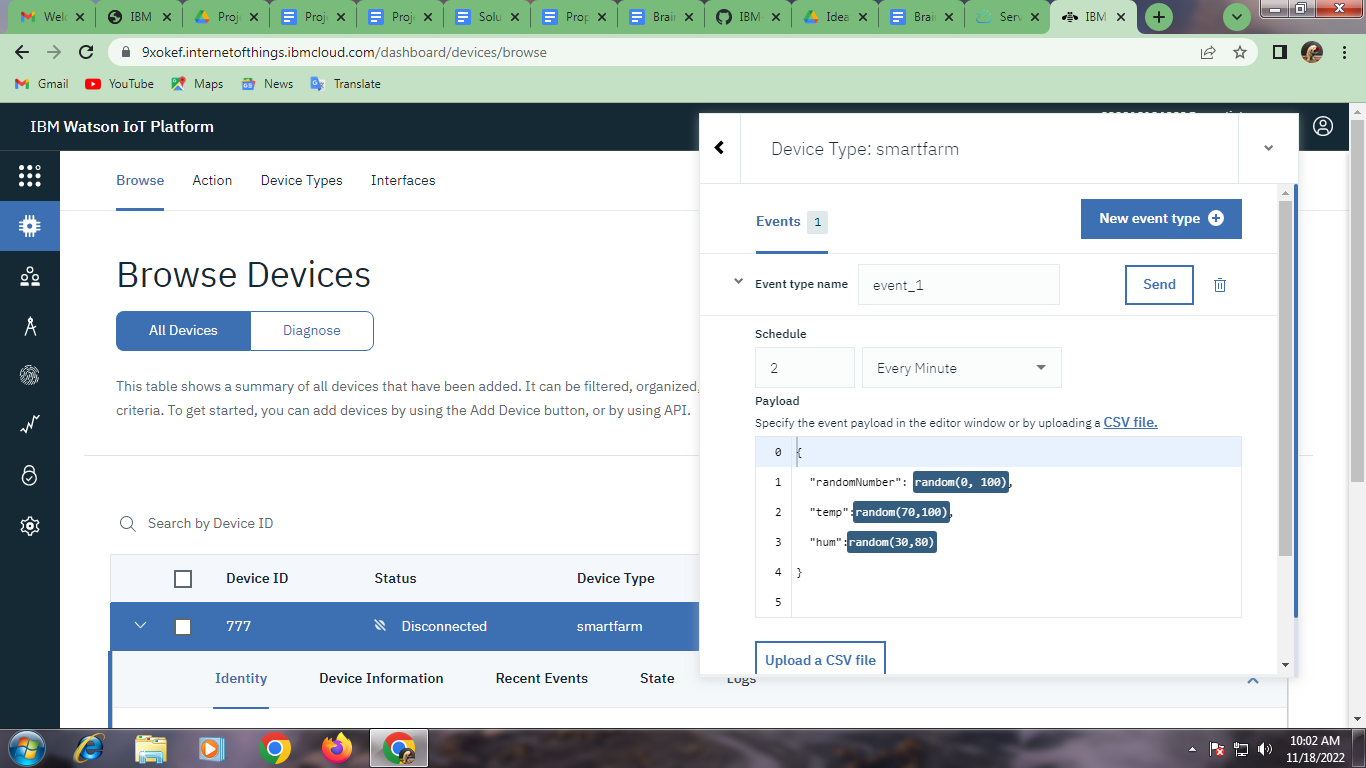 Welc
IBM
Proje
Proje
Proje
Solu
Prop
Brain
IBM-
Idea
Brain
Serv
IBM
9xokef.internetofthings.ibmcloud.com/dashboard/devices/browse
Gmail
YouTube
Maps
News
Translate
IBM Watson IoT Platform
Browse
Action
Device Types
Interfaces
Browse Devices
All Devices
Diagnose
This table shows a summary of all devices that have been added. It can be filtered, organized,
criteria. To get started, you can add devices by using the Add Device button, or by using API.
Search by Device ID
Device ID
Status
Device Type
777
Disconnected
smartfarm
Identity
Device Information
Recent Events
State
Logs
Device Type: smartfarm
Events 1
New event type
Event type name
event_1
Send
Schedule
2
Every Minute
Payload
Specify the event payload in the editor window or by uploading a CSV file.
0 {
1 "randomNumber": random(0, 100),
2 "temp":random(70,100),
3 "hum":random(30,80)
4 }
5
Upload a CSV file
10:02 AM
11/18/2022